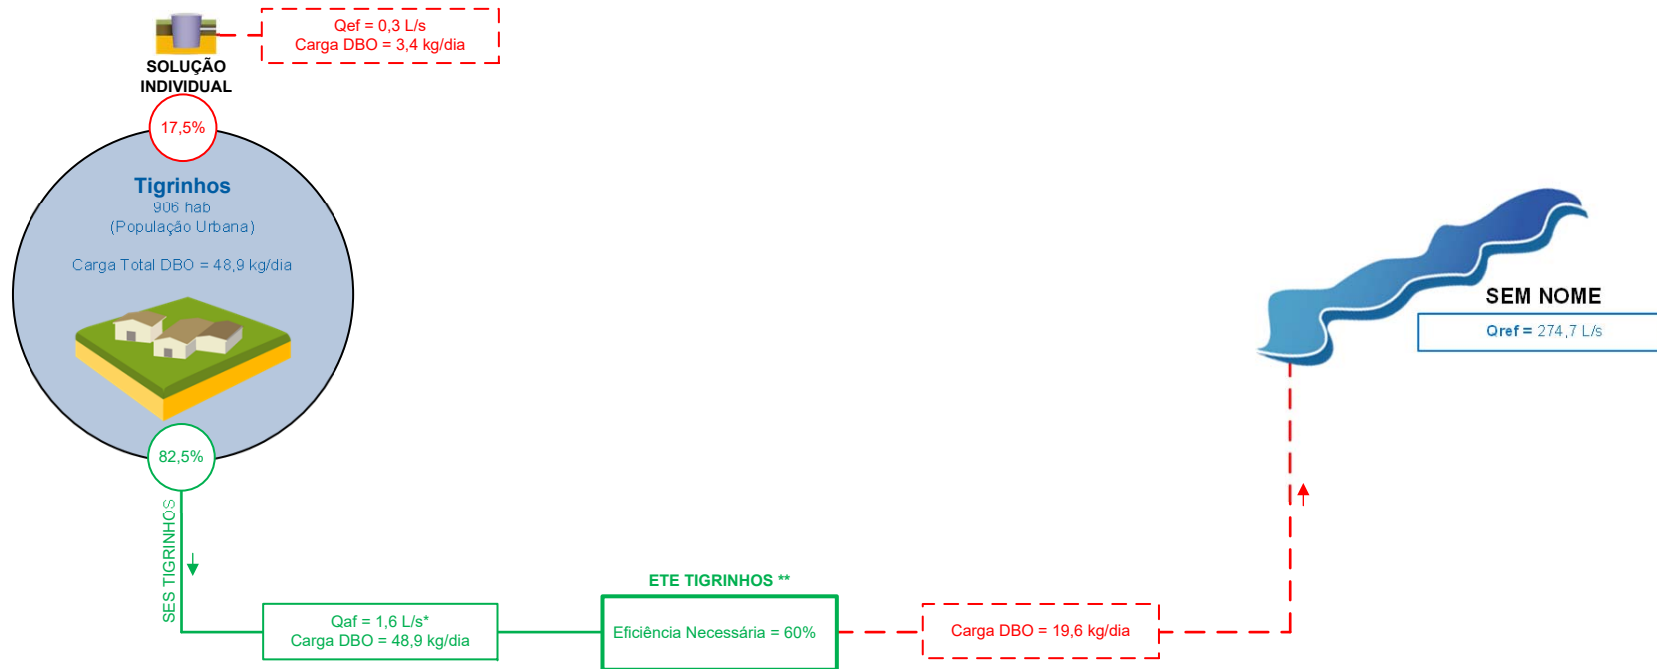 Qef = 0,3 L/s
Carga DBO = 3,4 kg/dia
SOLUÇÃO
INDIVIDUAL
17,5%
Tigrinhos
906 hab
(População Urbana)
Carga Total DBO = 48,9 kg/dia
82,5%
SES TIGRINHOS
Qaf = 1,6 L/s*
Carga DBO = 48,9 kg/dia
ETE TIGRINHOS **
Eficiência Necessária = 60%
Carga DBO = 19,6 kg/dia
SEM NOME
Qref = 274,7 L/s